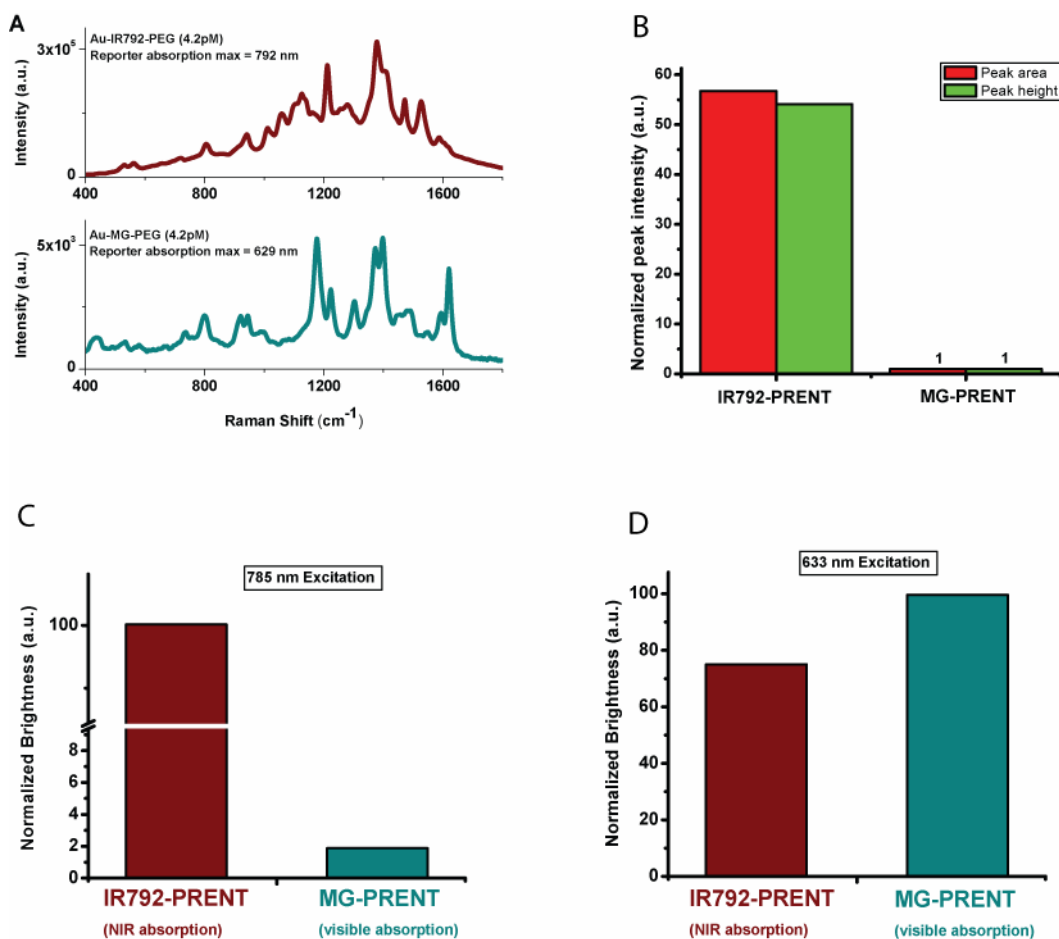 A
Au-IR792-PEG (4.2pM)
Reporter absorption max = 792 nm
3x10⁵
0
Intensity (a.u.)
400 800 1200 1600
Au-MG-PEG (4.2pM)
Reporter absorption max = 629 nm
5x10³
0
Intensity (a.u.)
400 800 1200 1600
Raman Shift (cm⁻¹)
B
Peak area
Peak height
60
50
40
30
20
10
0
Normalized peak intensity (a.u.)
1 1
IR792-PRENT MG-PRENT
C
785 nm Excitation
100
8
6
4
2
0
Normalized Brightness (a.u.)
IR792-PRENT MG-PRENT
(NIR absorption) (visible absorption)
D
633 nm Excitation
100
80
60
40
20
0
Normalized Brightness (a.u.)
IR792-PRENT MG-PRENT
(NIR absorption) (visible absorption)